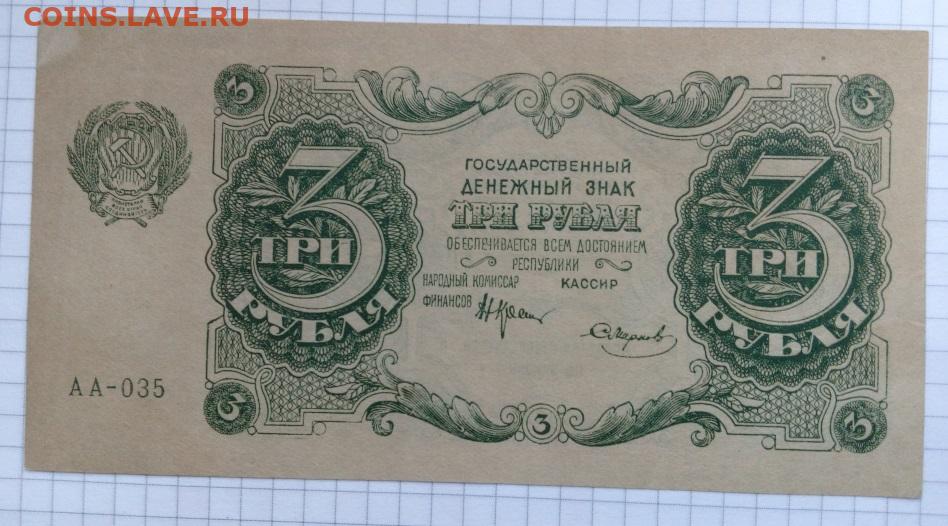 COINS.LAVE.RU
3
3
ГОСУДАРСТВЕННЫЙ
ДЕНЕЖНЫЙ ЗНАК
ТРИ РУБЛЯ
ОБЕСПЕЧИВАЕТСЯ ВСЕМ ДОСТОЯНИЕМ
РЕСПУБЛИКИ
НАРОДНЫЙ КОМИССАР
ФИНАНСОВ
КАССИР
3
ТРИ
РУБЛЯ
3
ТРИ
РУБЛЯ
АА-035
3
3
3